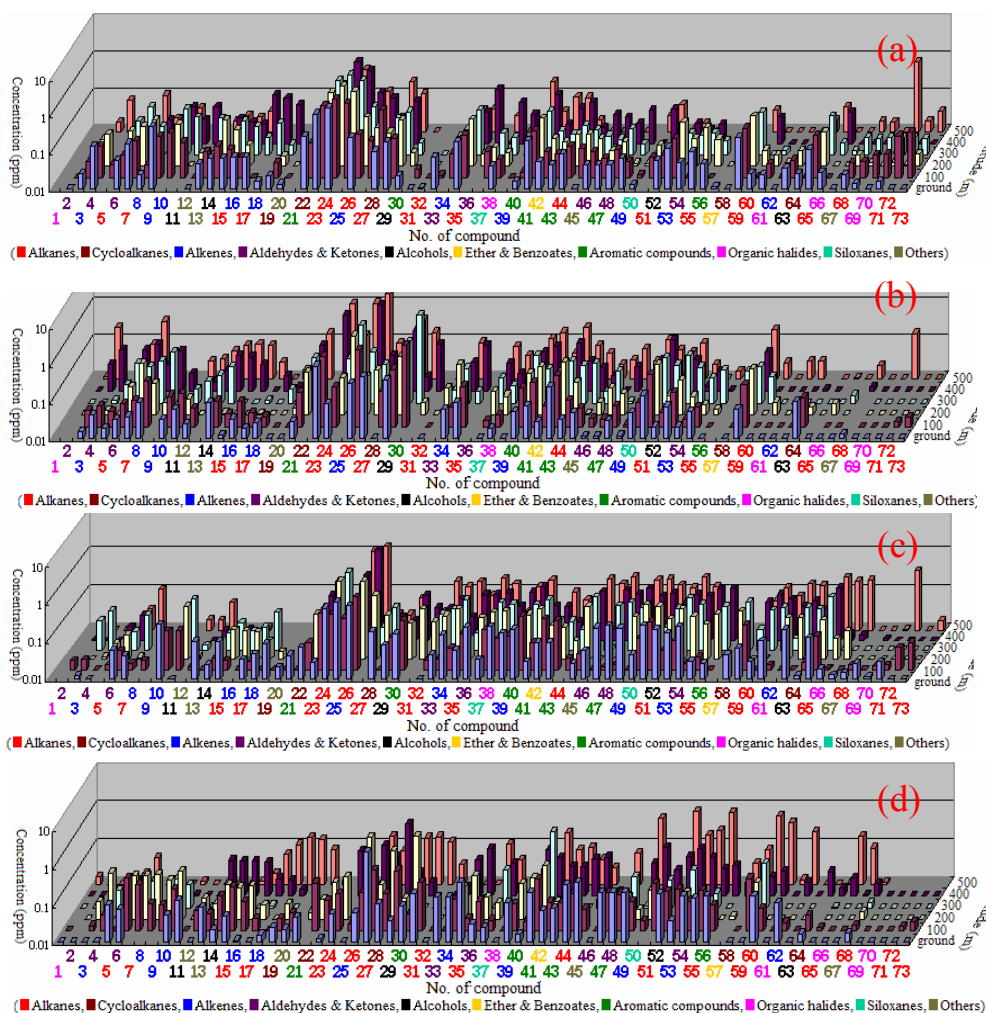 (a)
Concentration (ppm)
10
1
0.1
0.01
500
400
300
200
100
ground
2 4 6 8 10 12 14 16 18 20 22 24 26 28 30 32 34 36 38 40 42 44 46 48 50 52 54 56 58 60 62 64 66 68 70 72
1 3 5 7 9 11 13 15 17 19 21 23 25 27 29 31 33 35 37 39 41 43 45 47 49 51 53 55 57 59 61 63 65 67 69 71 73
No. of compound
( Alkanes, Cycloalkanes, Alkenes, Aldehydes & Ketones, Alcohols, Ether & Benzoates, Aromatic compounds, Organic halides, Siloxanes, Others)
(b)
Concentration (ppm)
10
1
0.1
0.01
500
400
300
200
100
ground
2 4 6 8 10 12 14 16 18 20 22 24 26 28 30 32 34 36 38 40 42 44 46 48 50 52 54 56 58 60 62 64 66 68 70 72
1 3 5 7 9 11 13 15 17 19 21 23 25 27 29 31 33 35 37 39 41 43 45 47 49 51 53 55 57 59 61 63 65 67 69 71 73
No. of compound
( Alkanes, Cycloalkanes, Alkenes, Aldehydes & Ketones, Alcohols, Ether & Benzoates, Aromatic compounds, Organic halides, Siloxanes, Others)
(c)
Concentration (ppm)
10
1
0.1
0.01
500
400
300
200
100
ground
2 4 6 8 10 12 14 16 18 20 22 24 26 28 30 32 34 36 38 40 42 44 46 48 50 52 54 56 58 60 62 64 66 68 70 72
1 3 5 7 9 11 13 15 17 19 21 23 25 27 29 31 33 35 37 39 41 43 45 47 49 51 53 55 57 59 61 63 65 67 69 71 73
No. of compound
( Alkanes, Cycloalkanes, Alkenes, Aldehydes & Ketones, Alcohols, Ether & Benzoates, Aromatic compounds, Organic halides, Siloxanes, Others)
(d)
Concentration (ppm)
10
1
0.1
0.01
500
400
300
200
100
ground
2 4 6 8 10 12 14 16 18 20 22 24 26 28 30 32 34 36 38 40 42 44 46 48 50 52 54 56 58 60 62 64 66 68 70 72
1 3 5 7 9 11 13 15 17 19 21 23 25 27 29 31 33 35 37 39 41 43 45 47 49 51 53 55 57 59 61 63 65 67 69 71 73
No. of compound
( Alkanes, Cycloalkanes, Alkenes, Aldehydes & Ketones, Alcohols, Ether & Benzoates, Aromatic compounds, Organic halides, Siloxanes, Others)